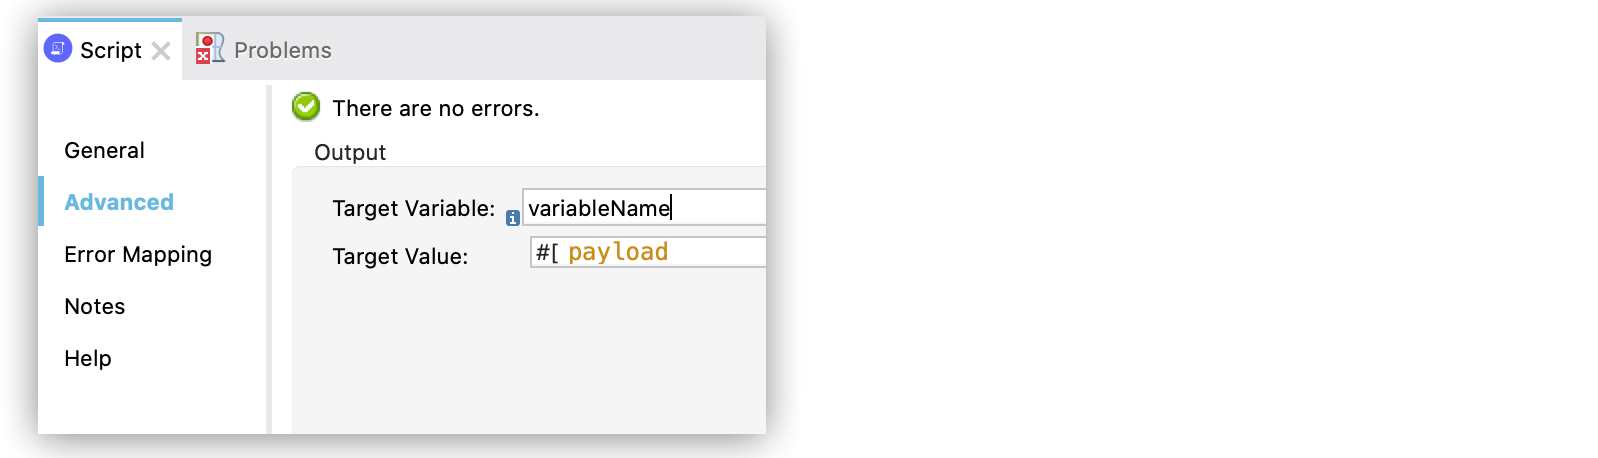 Script Problems
There are no errors.
Output
General
Advanced
Error Mapping
Notes
Help
Target Variable: variableName
Target Value: #[ payload